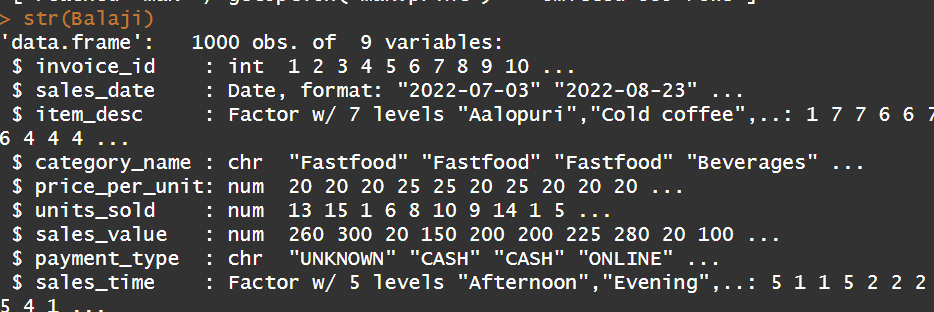 > str(Balaji)
'data.frame':   1000 obs. of  9 variables:
 $ invoice_id    : int  1 2 3 4 5 6 7 8 9 10 ...
 $ sales_date    : Date, format: "2022-07-03" "2022-08-23" ...
 $ item_desc     : Factor w/ 7 levels "Aalopuri","Cold coffee",..: 1 7 7 6 6 7
6 4 4 4 ...
 $ category_name : chr  "Fastfood" "Fastfood" "Fastfood" "Beverages" ...
 $ price_per_unit: num  20 20 20 25 25 20 25 20 20 20 ...
 $ units_sold    : num  13 15 1 6 8 10 9 14 1 5 ...
 $ sales_value   : num  260 300 20 150 200 200 225 280 20 100 ...
 $ payment_type  : chr  "UNKNOWN" "CASH" "CASH" "ONLINE" ...
 $ sales_time    : Factor w/ 5 levels "Afternoon","Evening",..: 5 1 1 5 2 2 2
5 4 1 ...